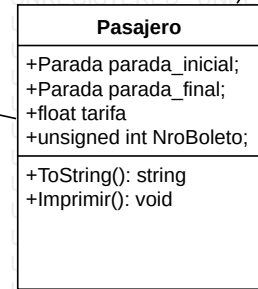 Pasajero
+Parada parada_inicial;
+Parada parada_final;
+float tarifa
+unsigned int NroBoleto;
+ToString(): string
+Imprimir(): void